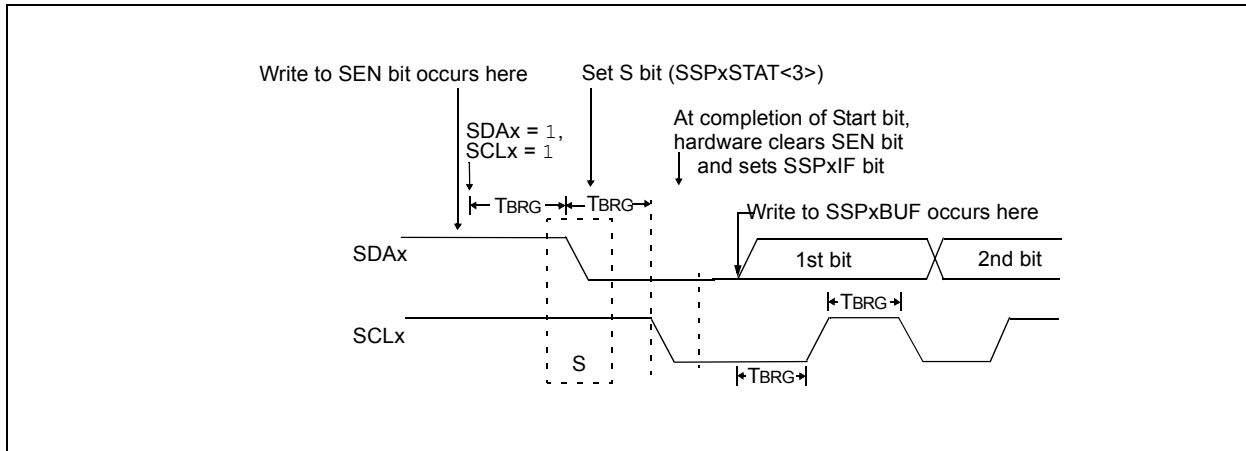 Write to SEN bit occurs here
Set S bit (SSPxSTAT<3>)
At completion of Start bit,
hardware clears SEN bit
and sets SSPxIF bit
SDAx = 1,
SCLx = 1
TBRG
TBRG
Write to SSPxBUF occurs here
SDAx
1st bit
2nd bit
TBRG
SCLx
S
TBRG